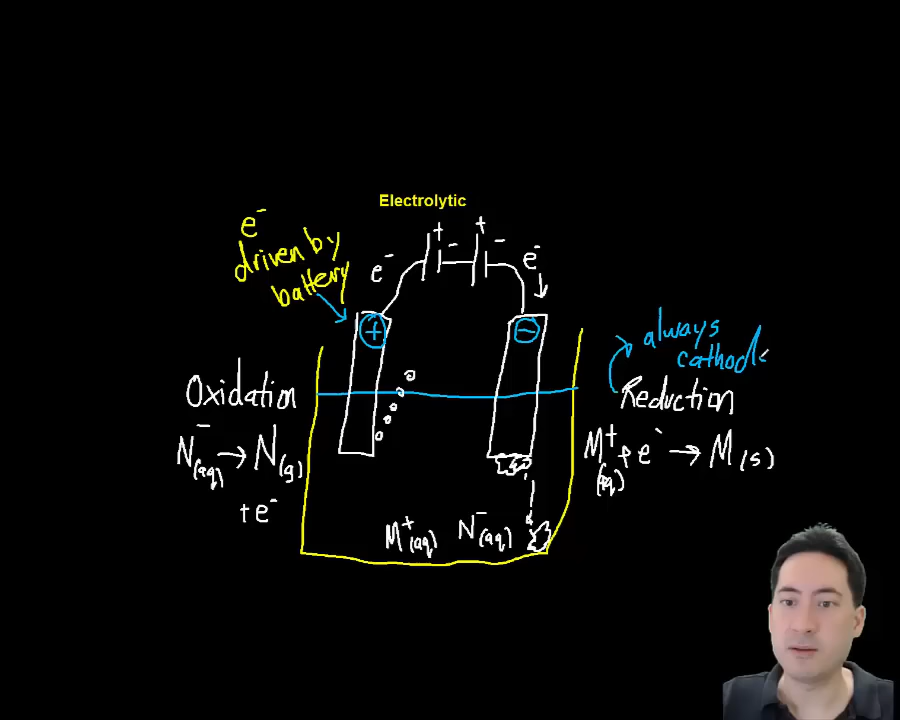 Electrolytic
e⁻
driven by
battery
+ − + −
e⁻
e⁻
+
−
always
cathode
Oxidation
Reduction
N⁻(aq) → N(g)
+ e⁻
M⁺(aq) + e⁻ → M(s)
M⁺(aq) N⁻(aq)